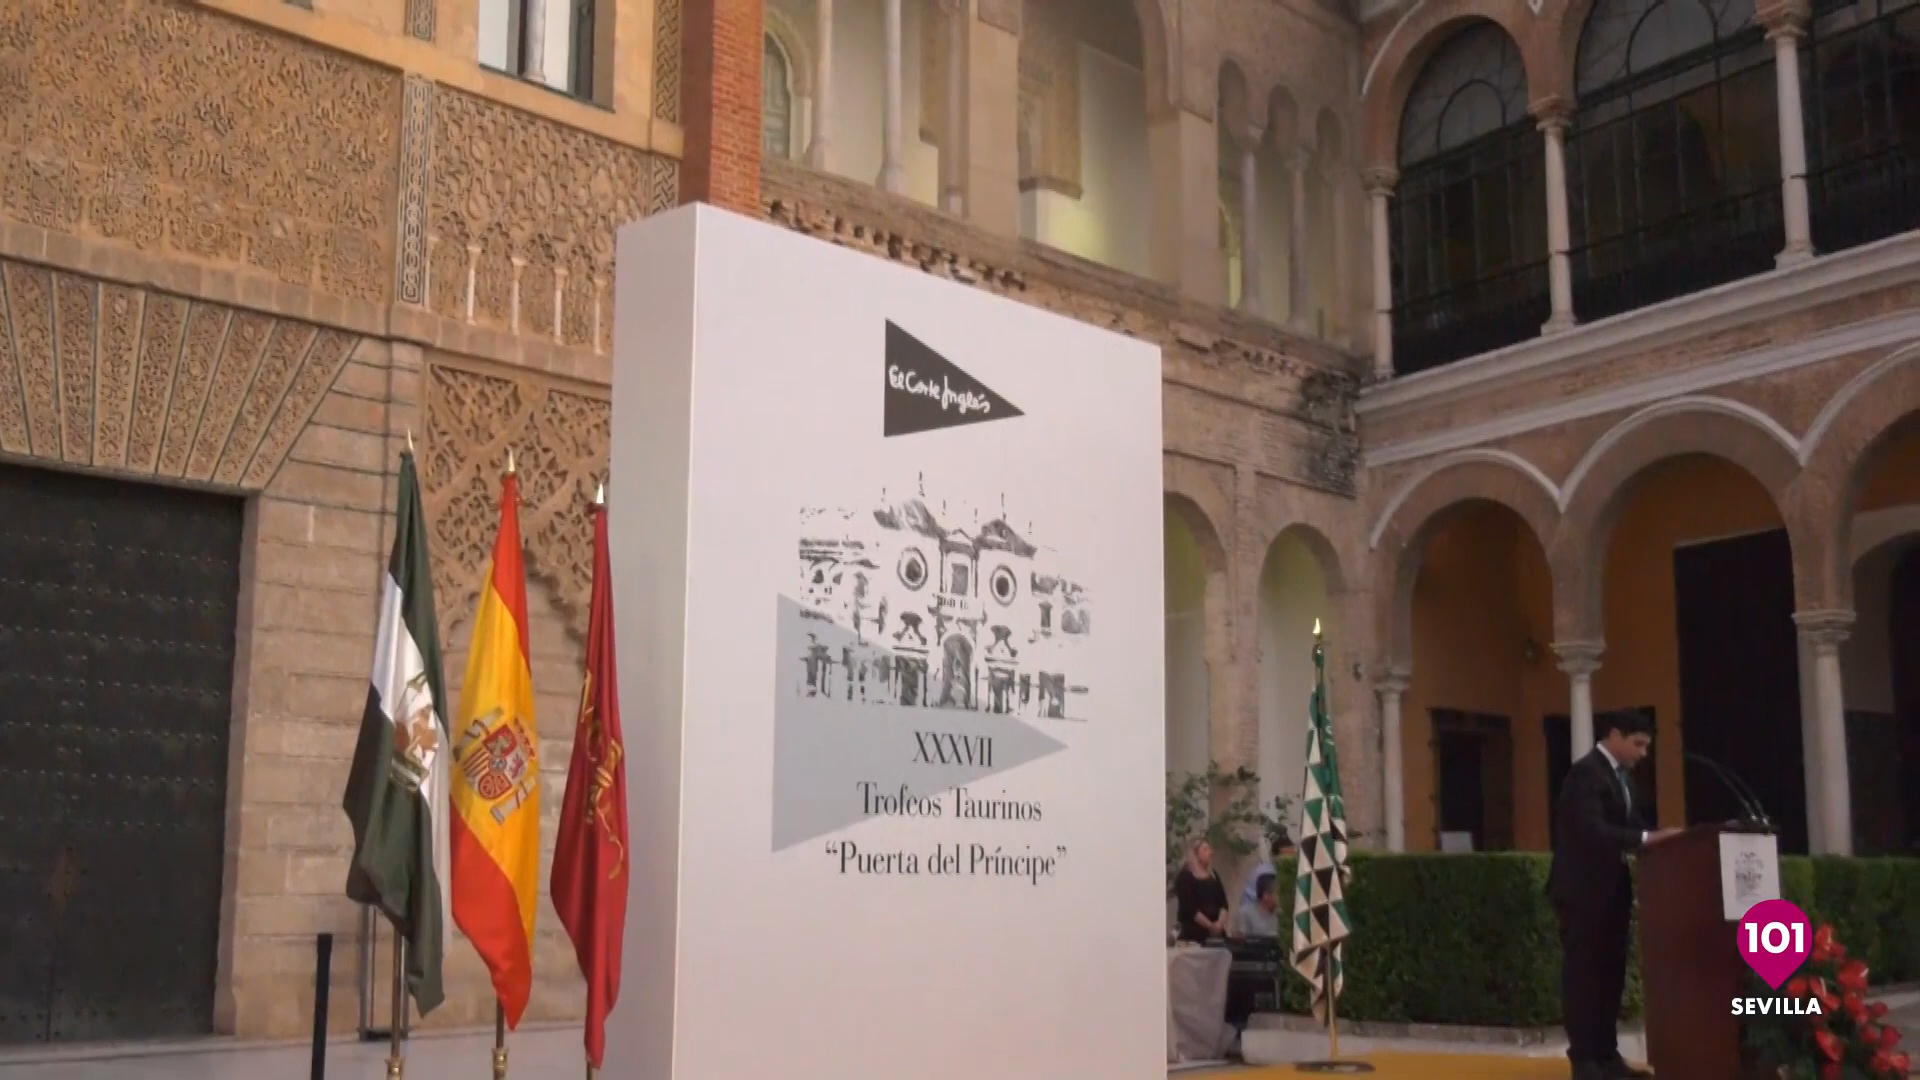 El Corte Inglés
XXXVII
Trofeos Taurinos
“Puerta del Príncipe”
101
SEVILLA